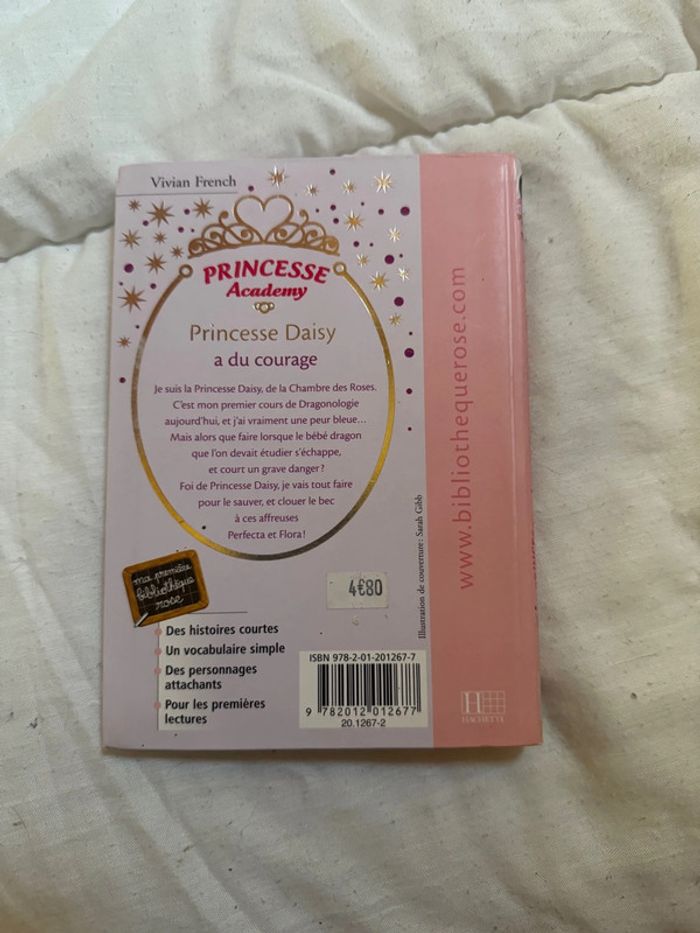 Vivian French
PRINCESSE
Academy
Princesse Daisy
a du courage
Je suis la Princesse Daisy, de la Chambre des Roses.
C'est mon premier cours de Dragonologie
aujourd'hui, et j'ai vraiment une peur bleue...
Mais alors que faire lorsque le bébé dragon
que l'on devait étudier s'échappe,
et court un grave danger ?
Foi de Princesse Daisy, je vais tout faire
pour le sauver, et clouer le bec
à ces affreuses
Perfecta et Flora !
ma première
bibliothèque
rose
4€80
Des histoires courtes
Un vocabulaire simple
Des personnages
attachants
Pour les premières
lectures
ISBN 978-2-01-201267-7
9 782012 012677
20.1267-2
Illustration de couverture : Sarah Gibb
www.bibliothequerose.com
H
HACHETTE